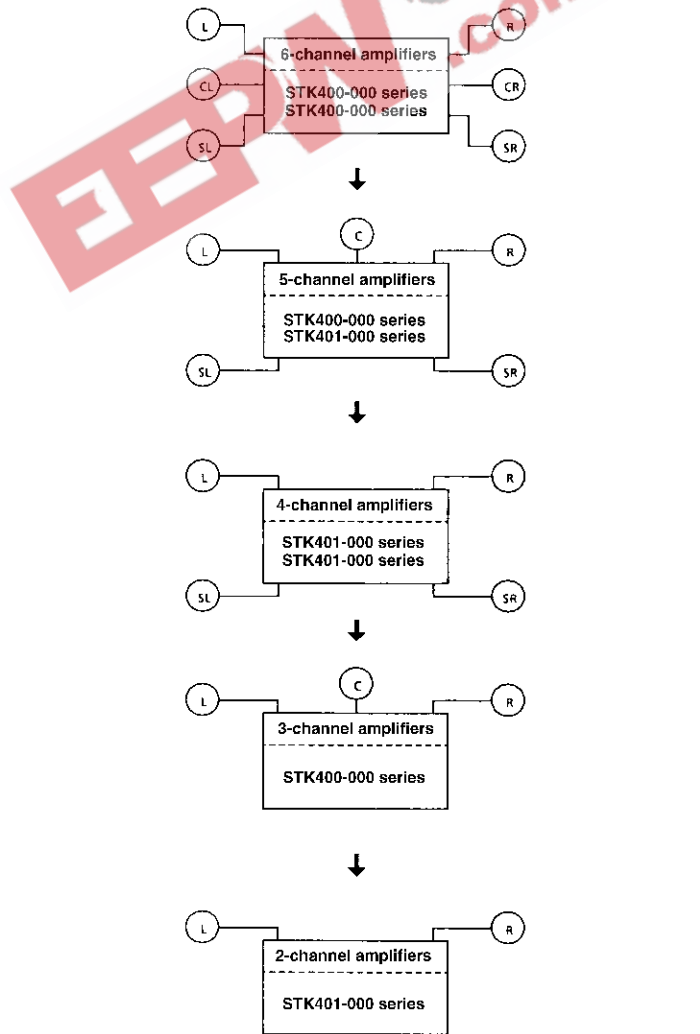 L
R
6-channel amplifiers
CL
CR
STK400-000 series
STK400-000 series
SL
SR
EEPW.com
C
L
R
5-channel amplifiers
STK400-000 series
STK401-000 series
SL
SR
L
R
4-channel amplifiers
STK401-000 series
STK401-000 series
SL
SR
C
L
R
3-channel amplifiers
STK400-000 series
L
R
2-channel amplifiers
STK401-000 series